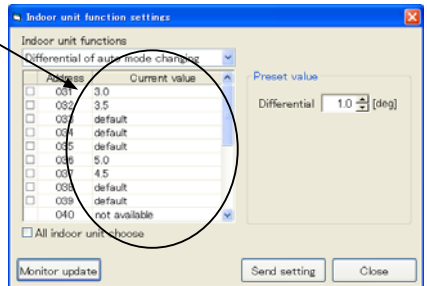 Indoor unit function settings
Indoor unit functions
Differential of auto mode changing
Address Current value
031 3.0
032 3.5
033 default
034 default
035 default
036 5.0
037 4.5
038 default
039 default
040 not available
All indoor unit choose
Preset value
Differential 1.0 [deg]
Monitor update Send setting Close